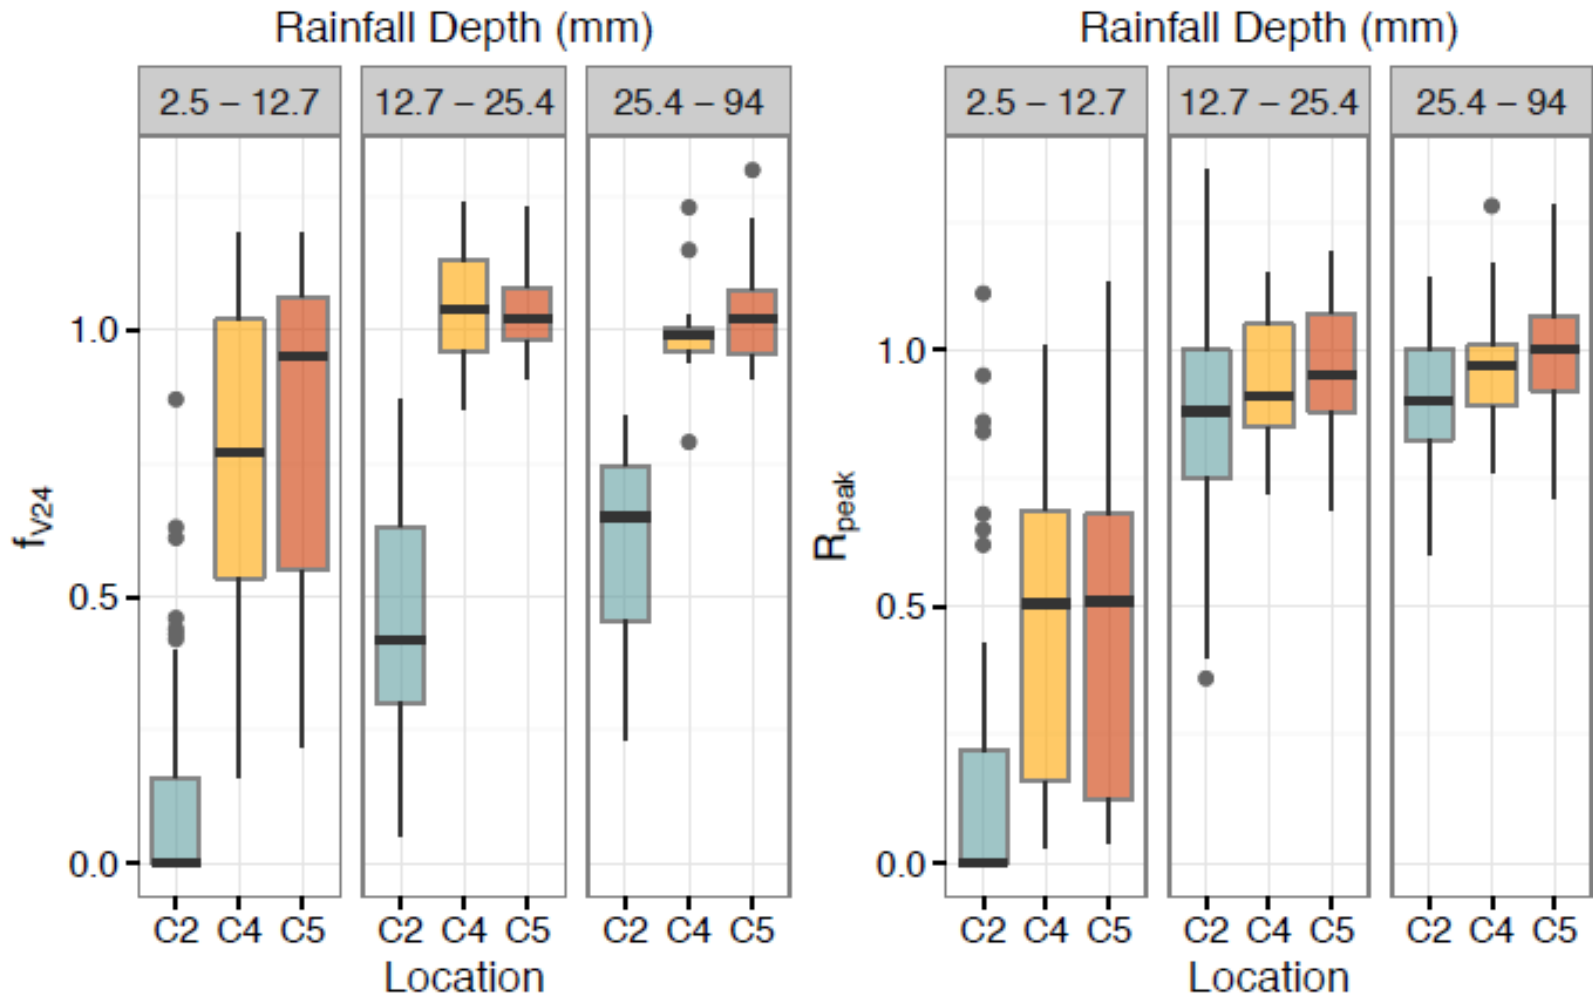 Rainfall Depth (mm)
2.5 – 12.7 12.7 – 25.4 25.4 – 94
f_V24
1.0
0.5
0.0
C2 C4 C5 C2 C4 C5 C2 C4 C5
Location
Rainfall Depth (mm)
2.5 – 12.7 12.7 – 25.4 25.4 – 94
R_peak
1.0
0.5
0.0
C2 C4 C5 C2 C4 C5 C2 C4 C5
Location